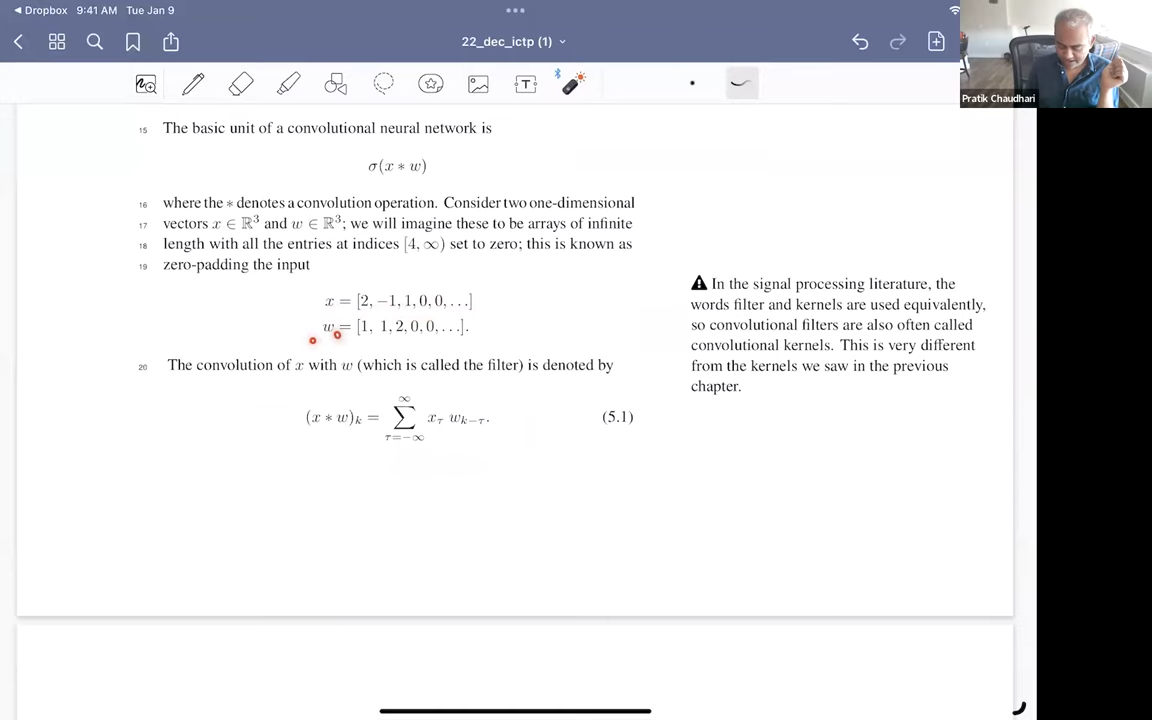 Dropbox 9:41 AM Tue Jan 9
22_dec_ictp (1)
T
Pratik Chaudhari
15 The basic unit of a convolutional neural network is
σ(x ∗ w)
16 where the ∗ denotes a convolution operation. Consider two one-dimensional
17 vectors x ∈ ℝ³ and w ∈ ℝ³; we will imagine these to be arrays of infinite
18 length with all the entries at indices [4, ∞) set to zero; this is known as
19 zero-padding the input
x = [2, −1, 1, 0, 0, . . .]
w = [1, 1, 2, 0, 0, . . .].
20 The convolution of x with w (which is called the filter) is denoted by
(x ∗ w)ₖ = ∑_{τ=−∞}^{∞} x_τ w_{k−τ}. (5.1)
In the signal processing literature, the
words filter and kernels are used equivalently,
so convolutional filters are also often called
convolutional kernels. This is very different
from the kernels we saw in the previous
chapter.